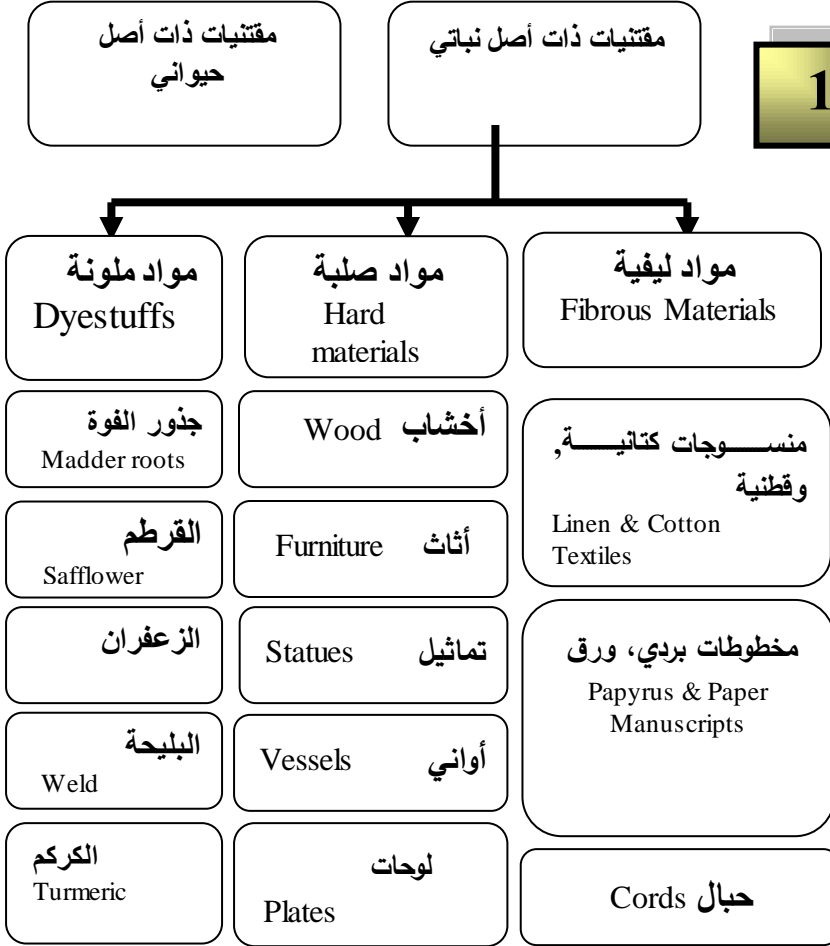 1
مقتنيات ذات أصل نباتي
مقتنيات ذات أصل
حيواني
مواد ليفية
Fibrous Materials
منسـوجات كتانيـة,
وقطنية
Linen & Cotton
Textiles
مخطوطات بردي، ورق
Papyrus & Paper
Manuscripts
حبال Cords
مواد صلبة
Hard
materials
أخشاب Wood
أثاث Furniture
تماثيل Statues
أواني Vessels
لوحات
Plates
مواد ملونة
Dyestuffs
جذور الفوة
Madder roots
القرطم
Safflower
الزعفران
البليحة
Weld
الكركم
Turmeric